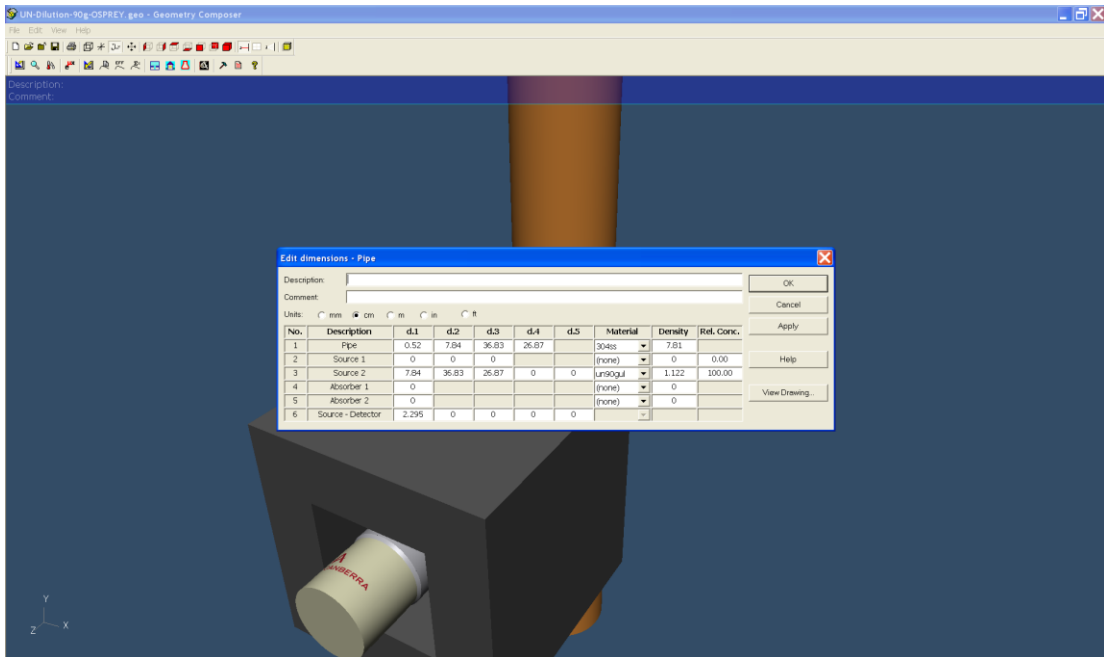 UN-Dilution-90g-OSPREY.geo - Geometry Composer
File Edit View Help
Description:
Comment:
Edit dimensions - Pipe
Description:
OK
Comment:
Cancel
Units: mm cm m in ft
Apply
No. Description d.1 d.2 d.3 d.4 d.5 Material Density Rel. Conc.
1 Pipe 0.52 7.84 36.83 26.87 304ss 7.81
2 Source 1 0 0 0 (none) 0 0.00
Help
3 Source 2 7.84 36.83 26.87 0 0 un90gul 1.122 100.00
4 Absorber 1 0 (none) 0
View Drawing...
5 Absorber 2 0 (none) 0
6 Source - Detector 2.295 0 0 0 0
ANBERRA
Y
Z X